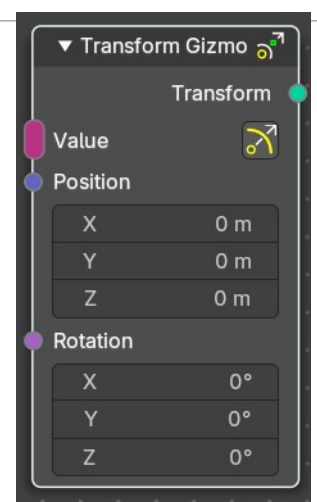 Transform Gizmo
Transform
Value
Position
X 0 m
Y 0 m
Z 0 m
Rotation
X 0°
Y 0°
Z 0°